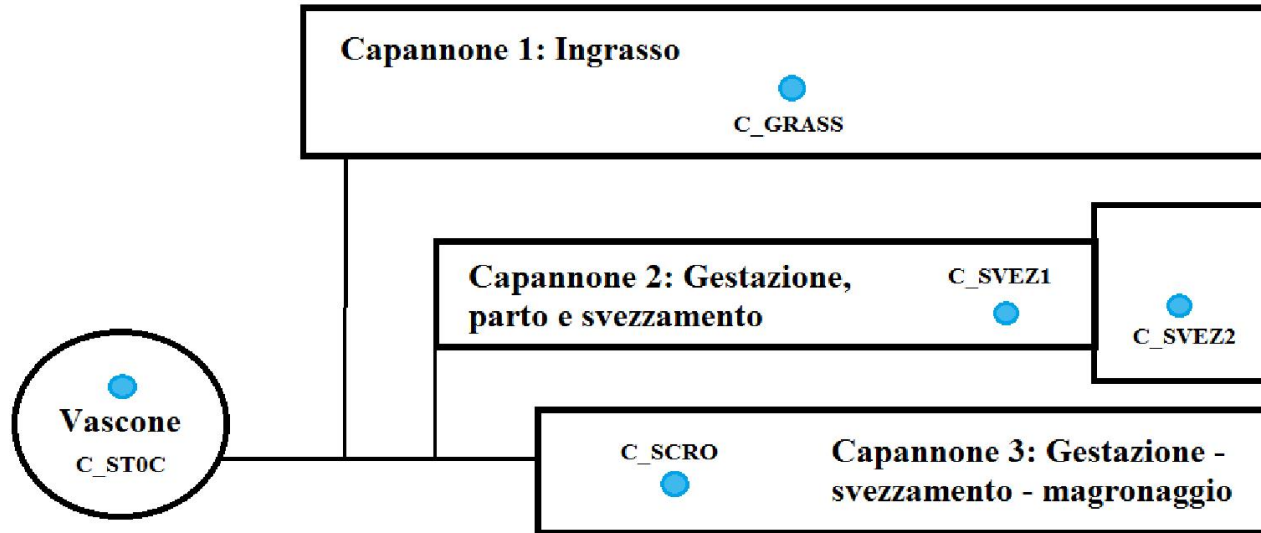 Capannone 1: Ingrasso
C_GRASS
Capannone 2: Gestazione,
parto e svezzamento
C_SVEZ1
C_SVEZ2
Vascone
C_ST0C
C_SCRO
Capannone 3: Gestazione -
svezzamento - magronaggio